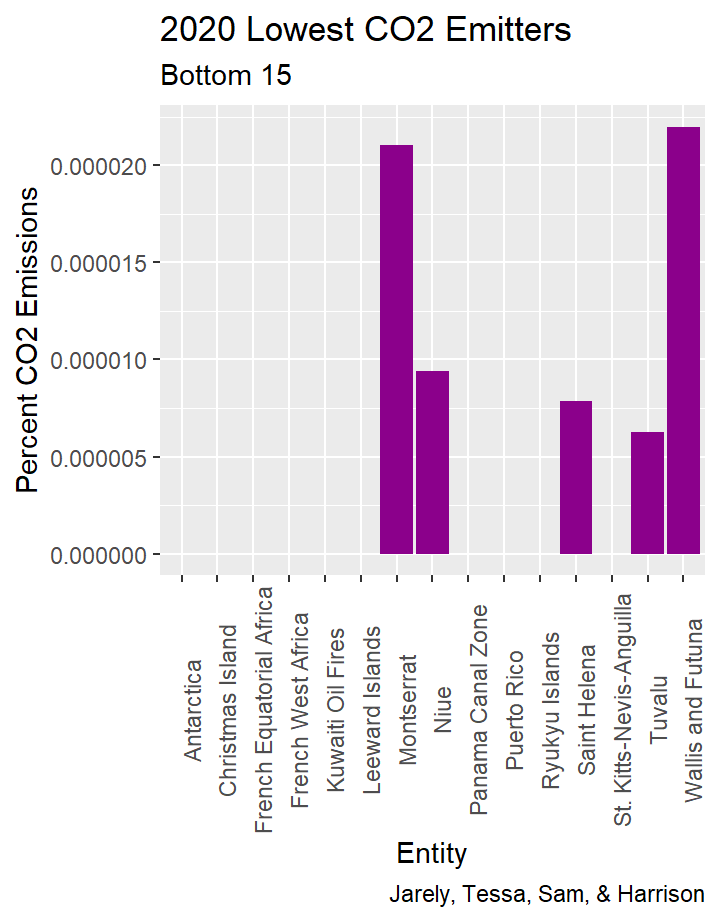 2020 Lowest CO2 Emitters
Bottom 15
Percent CO2 Emissions
0.000020
0.000015
0.000010
0.000005
0.000000
Antarctica
Christmas Island
French Equatorial Africa
French West Africa
Kuwaiti Oil Fires
Leeward Islands
Montserrat
Niue
Panama Canal Zone
Puerto Rico
Ryukyu Islands
Saint Helena
St. Kitts-Nevis-Anguilla
Tuvalu
Wallis and Futuna
Entity
Jarely, Tessa, Sam, & Harrison